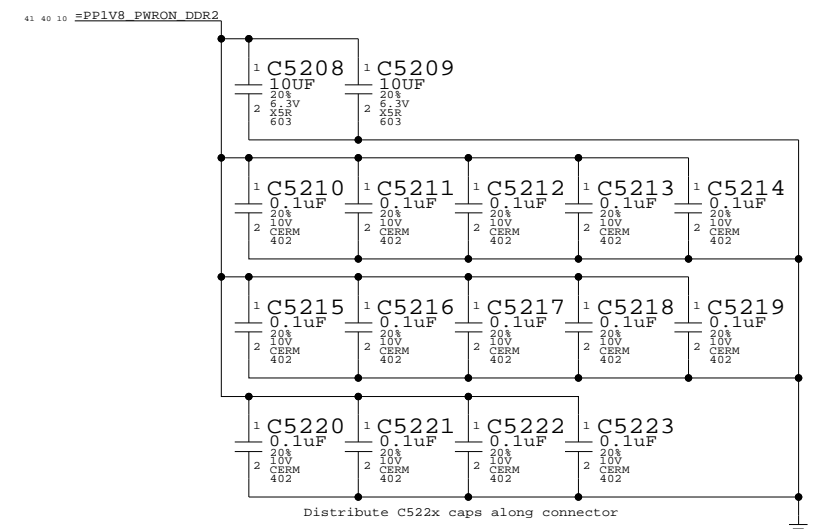 41 40 10 =PP1V8_PWRON_DDR2
1 C5208 1 C5209
10UF 10UF
20% 20%
6.3V 6.3V
2 X5R 2 X5R
603 603
1 C5210 1 C5211 1 C5212 1 C5213 1 C5214
0.1uF 0.1uF 0.1uF 0.1uF 0.1uF
20% 20% 20% 20% 20%
10V 10V 10V 10V 10V
2 CERM 2 CERM 2 CERM 2 CERM 2 CERM
402 402 402 402 402
1 C5215 1 C5216 1 C5217 1 C5218 1 C5219
0.1uF 0.1uF 0.1uF 0.1uF 0.1uF
20% 20% 20% 20% 20%
10V 10V 10V 10V 10V
2 CERM 2 CERM 2 CERM 2 CERM 2 CERM
402 402 402 402 402
1 C5220 1 C5221 1 C5222 1 C5223
0.1uF 0.1uF 0.1uF 0.1uF
20% 20% 20% 20%
10V 10V 10V 10V
2 CERM 2 CERM 2 CERM 2 CERM
402 402 402 402
Distribute C522x caps along connector